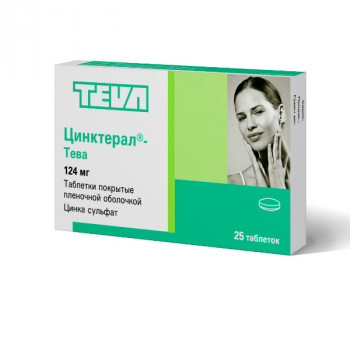 TEVA
Цинктерал®-
Тева
124 мг
Таблетки покрытые
пленочной оболочкой
Цинка сульфат
25 таблеток